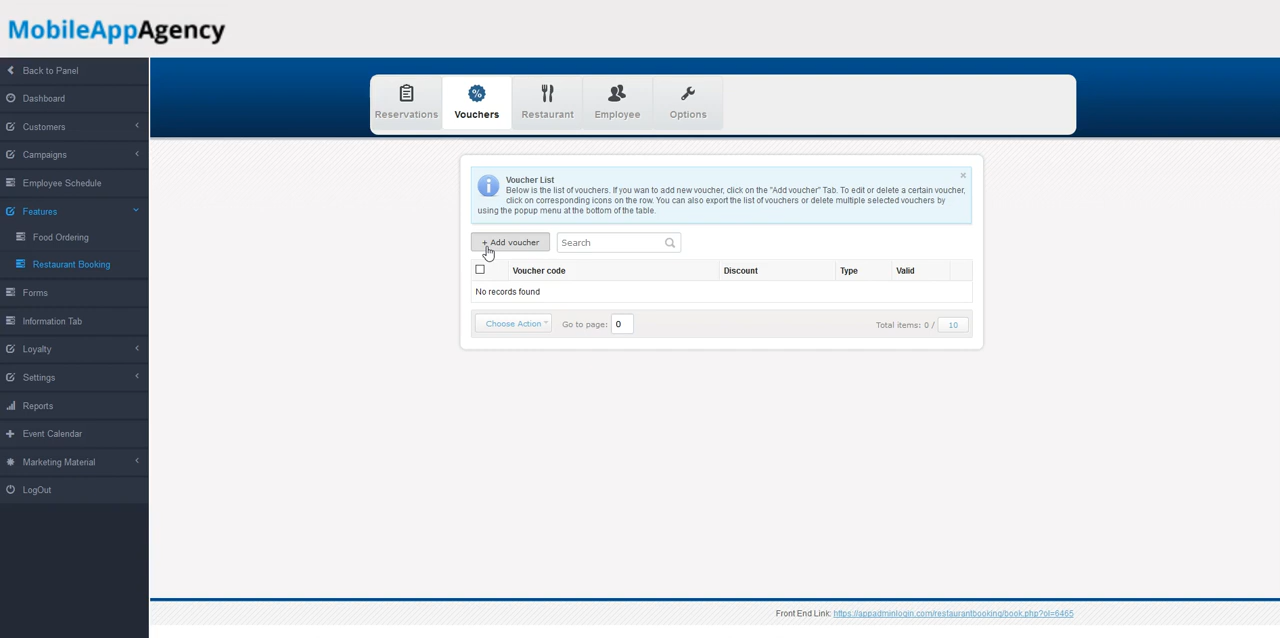 MobileAppAgency
Back to Panel
Dashboard
Customers
Campaigns
Employee Schedule
Features
Food Ordering
Restaurant Booking
Forms
Information Tab
Loyalty
Settings
Reports
Event Calendar
Marketing Material
LogOut
Reservations
Vouchers
Restaurant
Employee
Options
Voucher List
Below is the list of vouchers. If you wan to add new voucher, click on the "Add voucher" Tab. To edit or delete a certain voucher,
click on corresponding icons on the row. You can also export the list of vouchers or delete multiple selected vouchers by
using the popup menu at the bottom of the table.
+ Add voucher
Search
Voucher code Discount Type Valid
No records found
Choose Action Go to page: 0 Total items: 0 / 10
Front End Link: https://appadminlogin.com/restaurantbooking/book.php?ol=6465